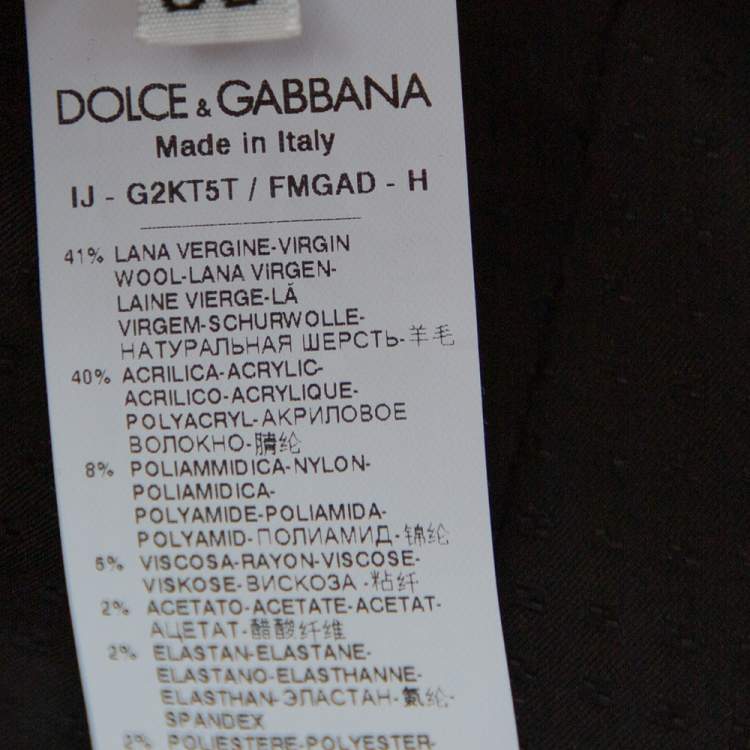 DOLCE & GABBANA
Made in Italy
IJ - G2KT5T / FMGAD - H
41% LANA VERGINE-VIRGIN
WOOL-LANA VIRGEN-
LAINE VIERGE-LÃ
VIRGEM-SCHURWOLLE-
НАТУРАЛЬНАЯ ШЕРСТЬ-羊毛
40% ACRILICA-ACRYLIC-
ACRILICO-ACRYLIQUE-
POLYACRYL-АКРИЛОВОЕ
ВОЛОКНО-腈纶
8% POLIAMMIDICA-NYLON-
POLIAMIDICA-
POLYAMIDE-POLIAMIDA-
POLYAMID-ПОЛИАМИД-锦纶
6% VISCOSA-RAYON-VISCOSE-
VISKOSE-ВИСКОЗА-粘纤
2% ACETATO-ACETATE-ACETAT-
АЦЕТАТ-醋酸纤维
2% ELASTAN-ELASTANE-
ELASTANO-ELASTHANNE-
ELASTHAN-ЭЛАСТАН-氨纶-
SPANDEX
POLIESTERE-POLYESTER-